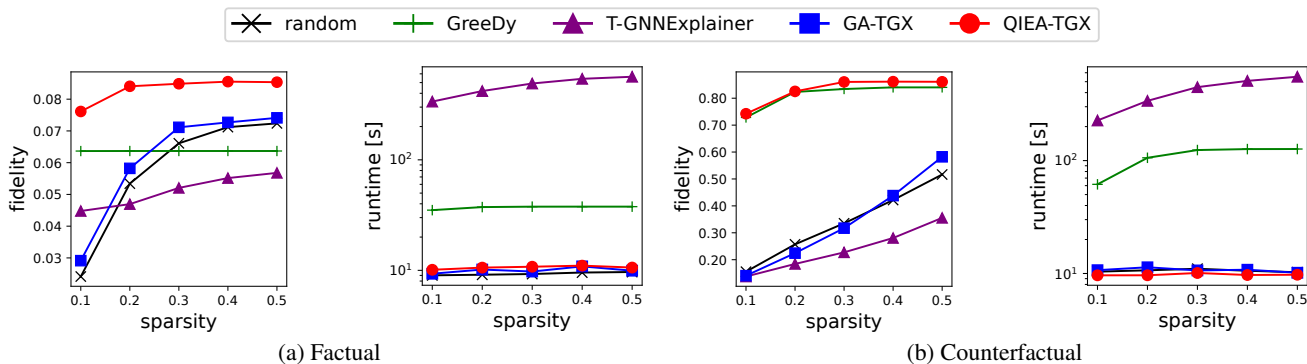 random GreeDy T-GNNExplainer GA-TGX QIEA-TGX
fidelity
0.08
0.07
0.06
0.05
0.04
0.03
0.1 0.2 0.3 0.4 0.5
sparsity
runtime [s]
10²
10¹
0.1 0.2 0.3 0.4 0.5
sparsity
(a) Factual
fidelity
0.80
0.60
0.50
0.40
0.20
0.1 0.2 0.3 0.4 0.5
sparsity
runtime [s]
10²
10¹
0.1 0.2 0.3 0.4 0.5
sparsity
(b) Counterfactual